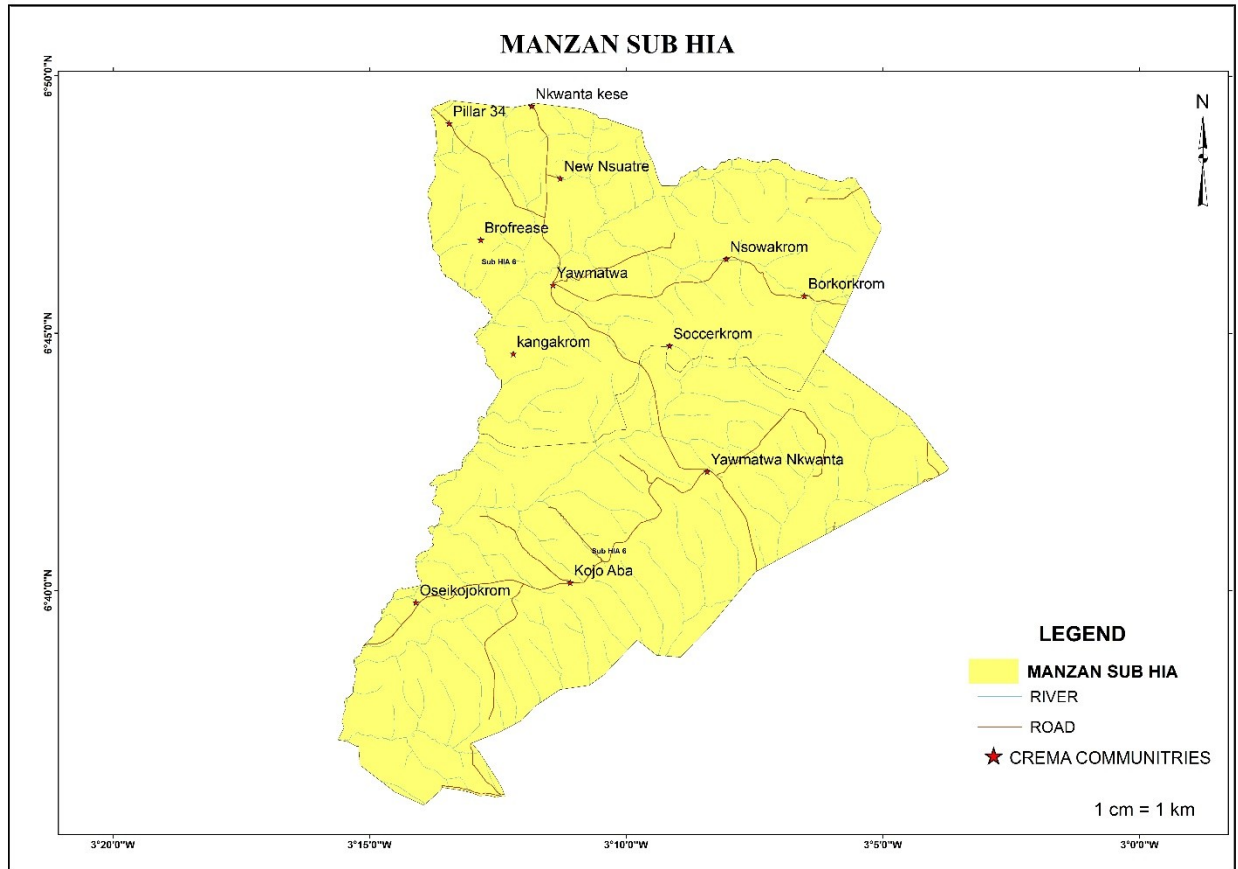 MANZAN SUB HIA
6°50'0"N
N
Nkwanta kese
Pillar 34
New Nsuatre
Brofrease
Sub HIA 6
Nsowakrom
Yawmatwa
Borkorkrom
6°45'0"N
kangakrom
Soccerkrom
Yawmatwa Nkwanta
Sub HIA 6
Kojo Aba
6°40'0"N
Oseikojokrom
LEGEND
MANZAN SUB HIA
RIVER
ROAD
CREMA COMMUNITRIES
1 cm = 1 km
3°20'0"W
3°15'0"W
3°10'0"W
3°5'0"W
3°0'0"W